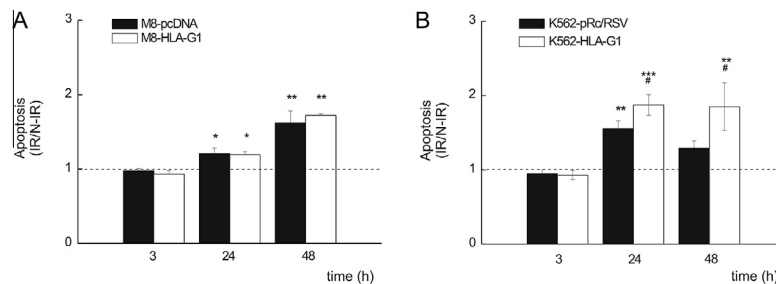 A
M8-pcDNA
M8-HLA-G1
Apoptosis
(IR/N-IR)
3
2
1
0
*
*
**
**
3
24
48
time (h)
B
K562-pRc/RSV
K562-HLA-G1
Apoptosis
(IR/N-IR)
3
2
1
0
**
***
#
**
#
3
24
48
time (h)